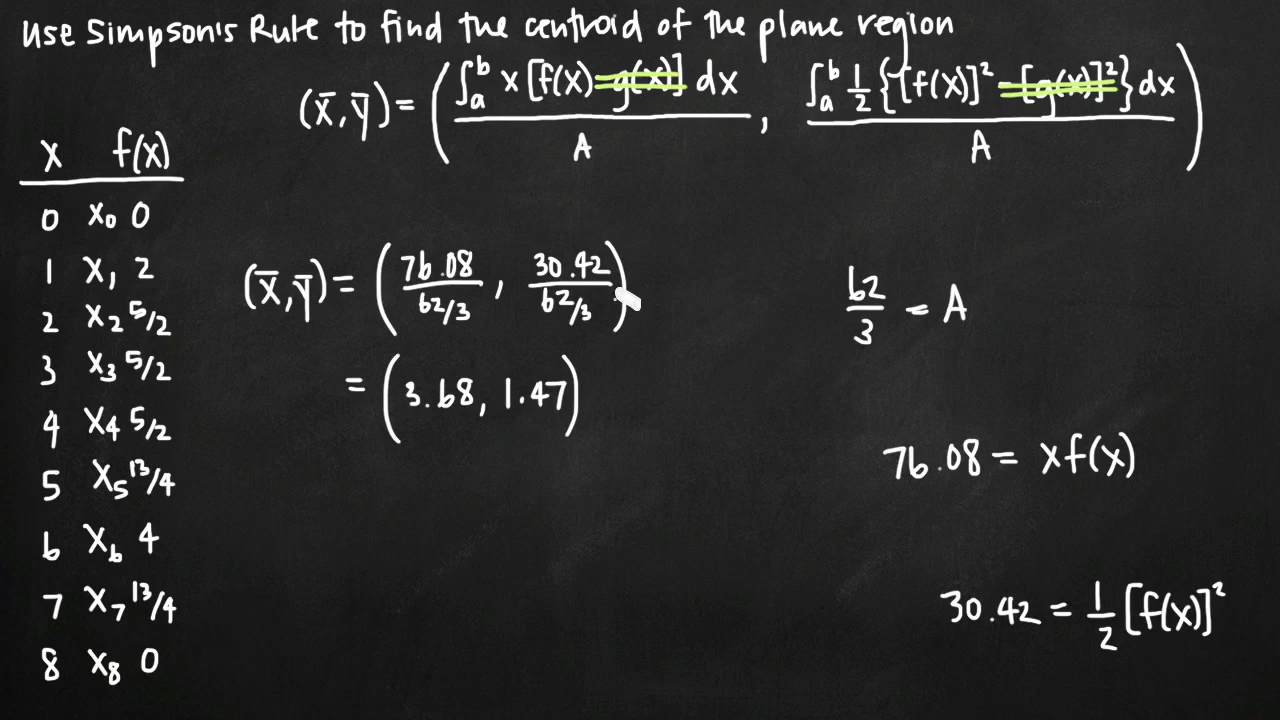 Use Simpson's Rule to find the centroid of the plane region
(x̄, ȳ) = ( ∫ₐᵇ x [f(x) - g(x)] dx / A , ∫ₐᵇ 1/2 { [f(x)]² - [g(x)]² } dx / A )
x f(x)
0 x₀ 0
1 x₁ 2
2 x₂ 5/2
3 x₃ 5/2
4 x₄ 5/2
5 x₅ 13/4
6 x₆ 4
7 x₇ 13/4
8 x₈ 0
(x̄, ȳ) = ( 76.08 / 62/3 , 30.42 / 62/3 )
= (3.68, 1.47)
62/3 = A
76.08 = xf(x)
30.42 = 1/2 [f(x)]²